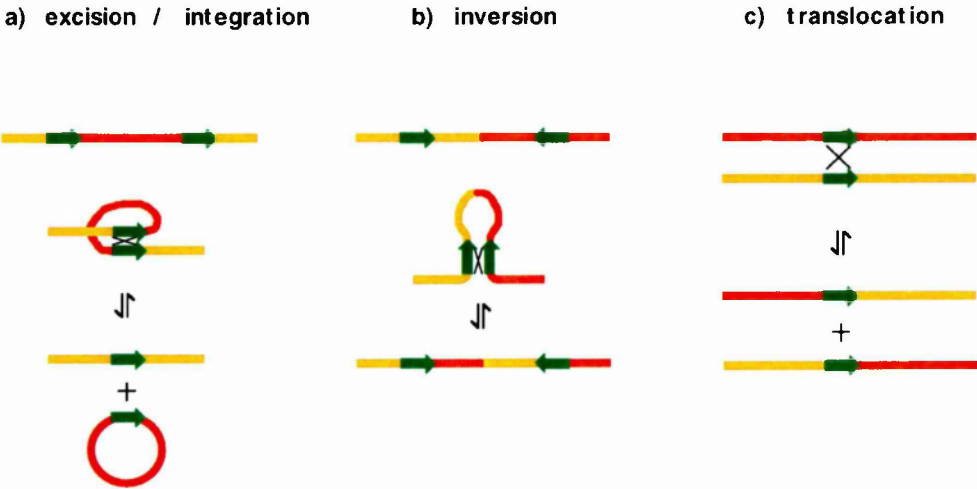 a) excision / integration
b) inversion
c) translocation
+
+